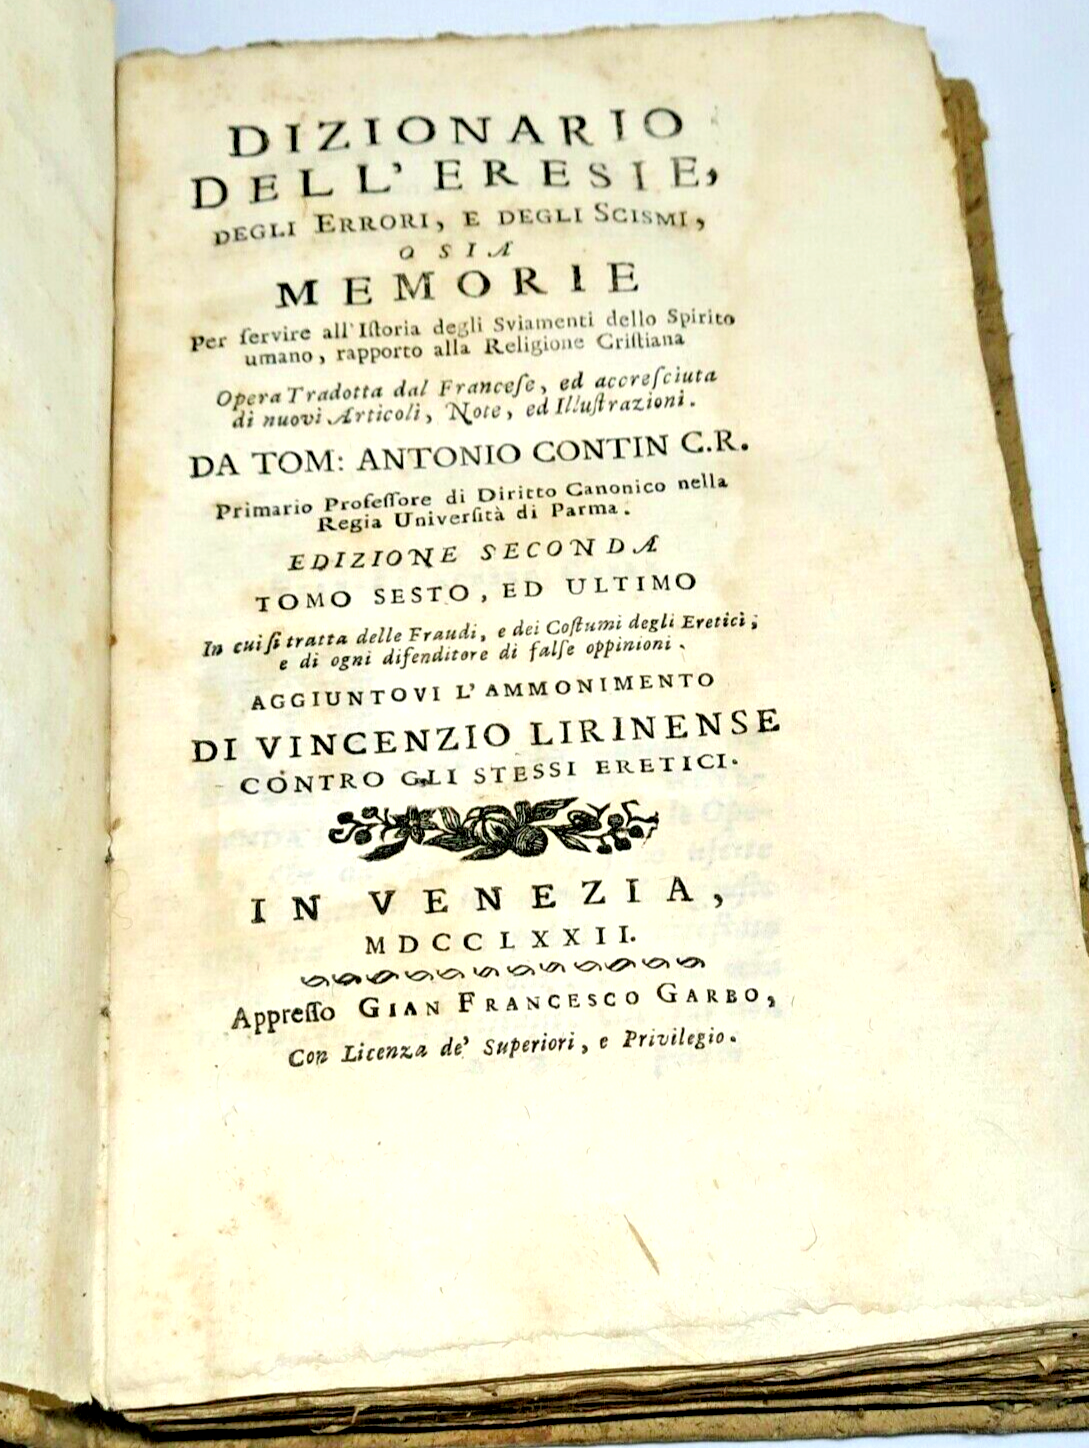 DIZIONARIO
DELL' ERESIE,
DEGLI ERRORI, E DEGLI SCISMI,
O SIA
MEMORIE
Per ſervire all' Iſtoria degli Sviamenti dello Spirito
umano, rapporto alla Religione Criſtiana
Opera Tradotta dal Franceſe, ed accreſciuta
di nuovi Articoli, Note, ed Illuſtrazioni.
DA TOM: ANTONIO CONTIN C.R.
Primario Profeſſore di Diritto Canonico nella
Regia Univerſità di Parma.
EDIZIONE SECONDA
TOMO SESTO, ED ULTIMO
In cui ſi tratta delle Fraudi, e dei Coſtumi degli Eretici;
e di ogni difenditore di falſe oppinioni.
AGGIUNTOVI L'AMMONIMENTO
DI VINCENZIO LIRINENSE
CONTRO GLI STESSI ERETICI.
IN VENEZIA,
MDCCLXXII.
Appreſſo GIAN FRANCESCO GARBO,
Con Licenza de' Superiori, e Privilegio.